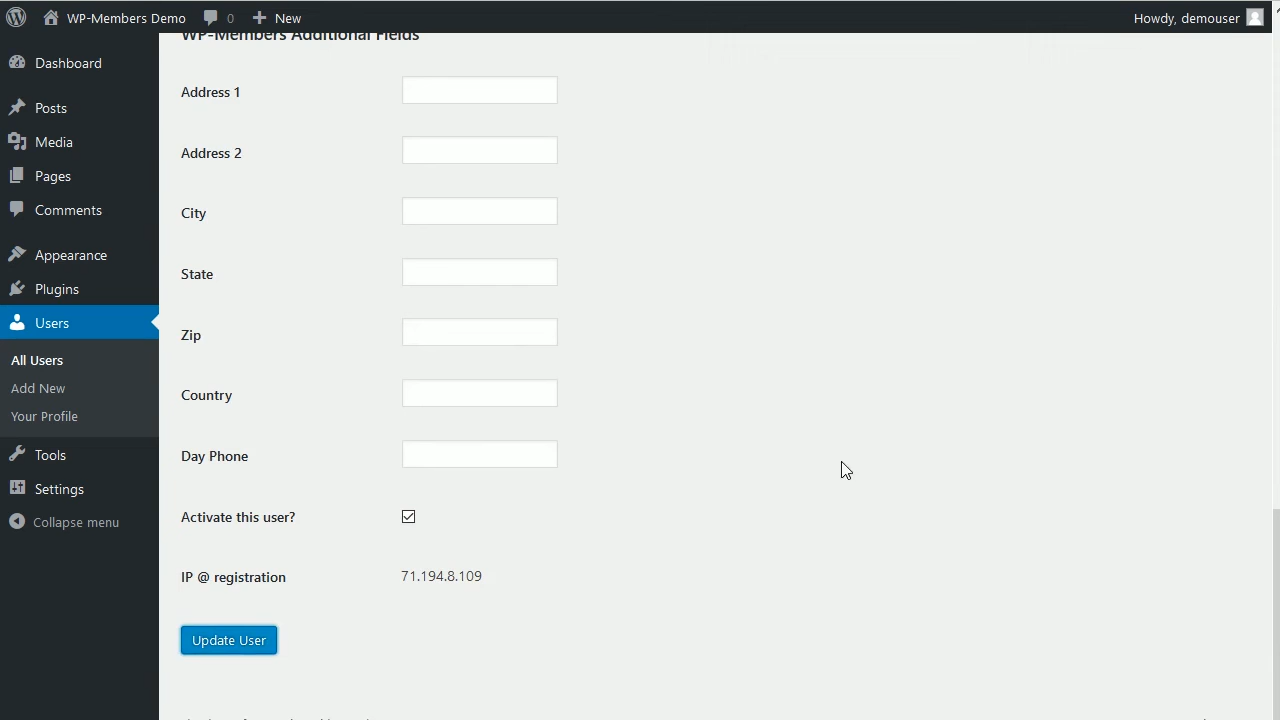 WP-Members Demo 0 New Howdy, demouser
WP-Members Additional Fields
Dashboard
Posts
Media
Pages
Comments
Appearance
Plugins
Users
All Users
Add New
Your Profile
Tools
Settings
Collapse menu
Address 1
Address 2
City
State
Zip
Country
Day Phone
Activate this user?
IP @ registration 71.194.8.109
Update User